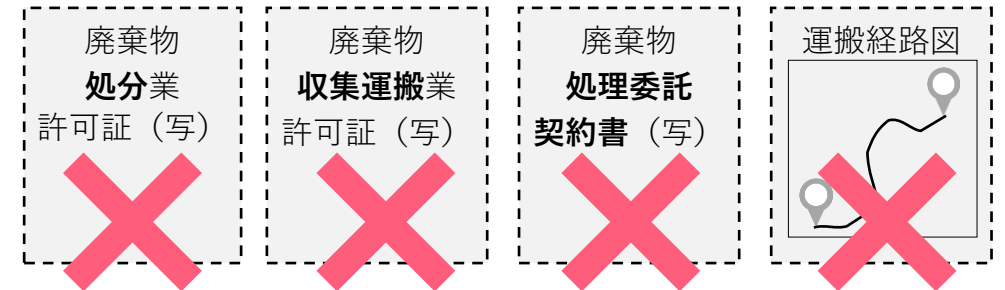 廃棄物
処分業
許可証（写）
廃棄物
収集運搬業
許可証（写）
廃棄物
処理委託
契約書（写）
運搬経路図